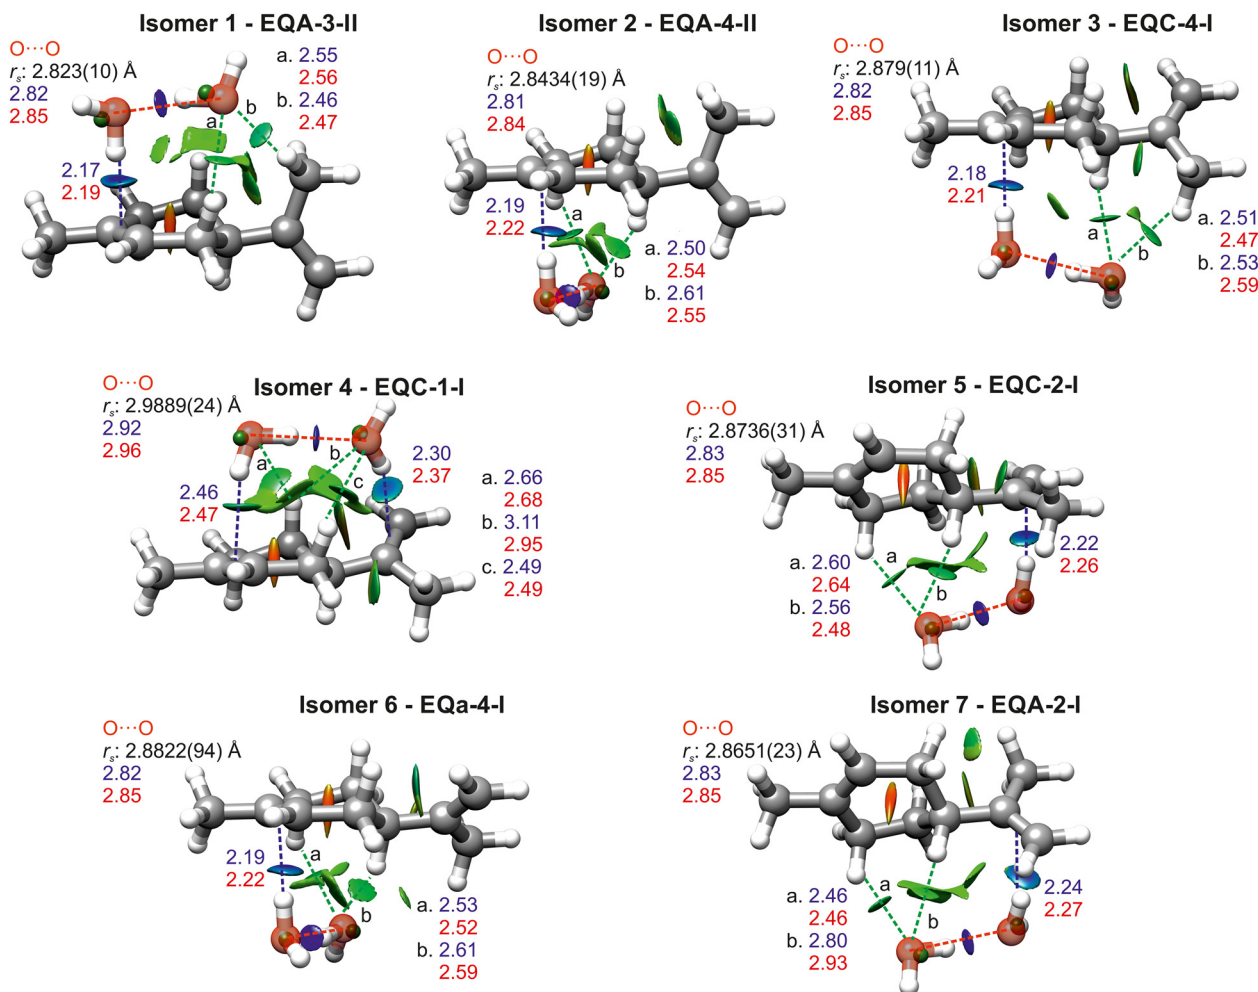 Isomer 1 - EQA-3-II
O···O
rₛ: 2.823(10) Å
2.82
2.85
a. 2.55
2.56
b. 2.46
2.47
a
b
2.17
2.19
Isomer 2 - EQA-4-II
O···O
rₛ: 2.8434(19) Å
2.81
2.84
2.19
2.22
a
b
a. 2.50
2.54
b. 2.61
2.55
Isomer 3 - EQC-4-I
O···O
rₛ: 2.879(11) Å
2.82
2.85
2.18
2.21
a
b
a. 2.51
2.47
b. 2.53
2.59
Isomer 4 - EQC-1-I
O···O
rₛ: 2.9889(24) Å
2.92
2.96
a
b
c
2.30
2.37
2.46
2.47
a. 2.66
2.68
b. 3.11
2.95
c. 2.49
2.49
Isomer 5 - EQC-2-I
O···O
rₛ: 2.8736(31) Å
2.83
2.85
2.22
2.26
a
b
a. 2.60
2.64
b. 2.56
2.48
Isomer 6 - EQa-4-I
O···O
rₛ: 2.8822(94) Å
2.82
2.85
2.19
2.22
a
b
a. 2.53
2.52
b. 2.61
2.59
Isomer 7 - EQA-2-I
O···O
rₛ: 2.8651(23) Å
2.83
2.85
a
b
2.24
2.27
a. 2.46
2.46
b. 2.80
2.93